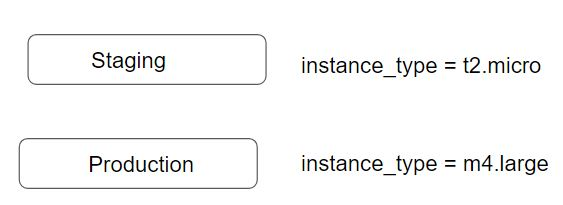 Staging
instance_type = t2.micro
Production
instance_type = m4.large